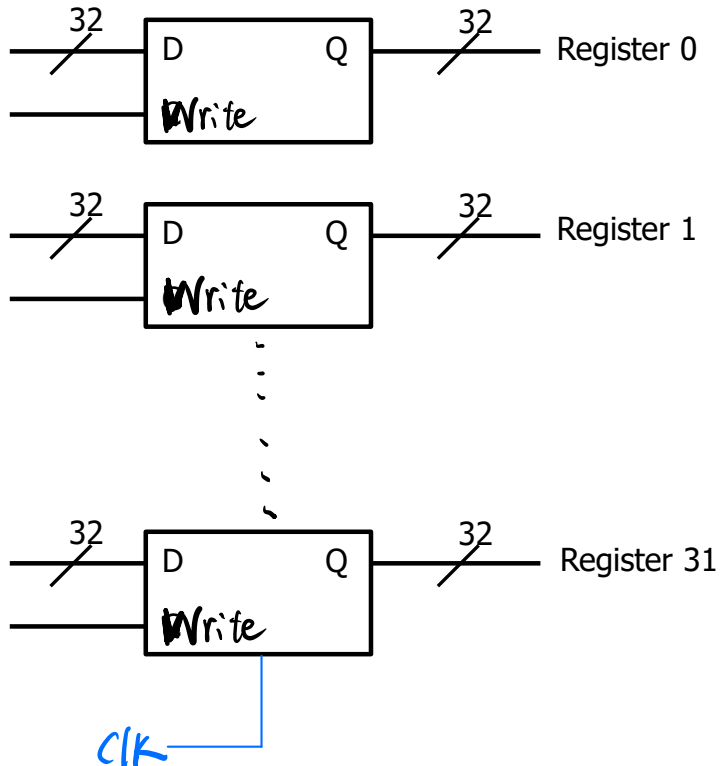 32 32
D Q Register 0
Write
32 32
D Q Register 1
Write
32 32
D Q Register 31
Write
Clk